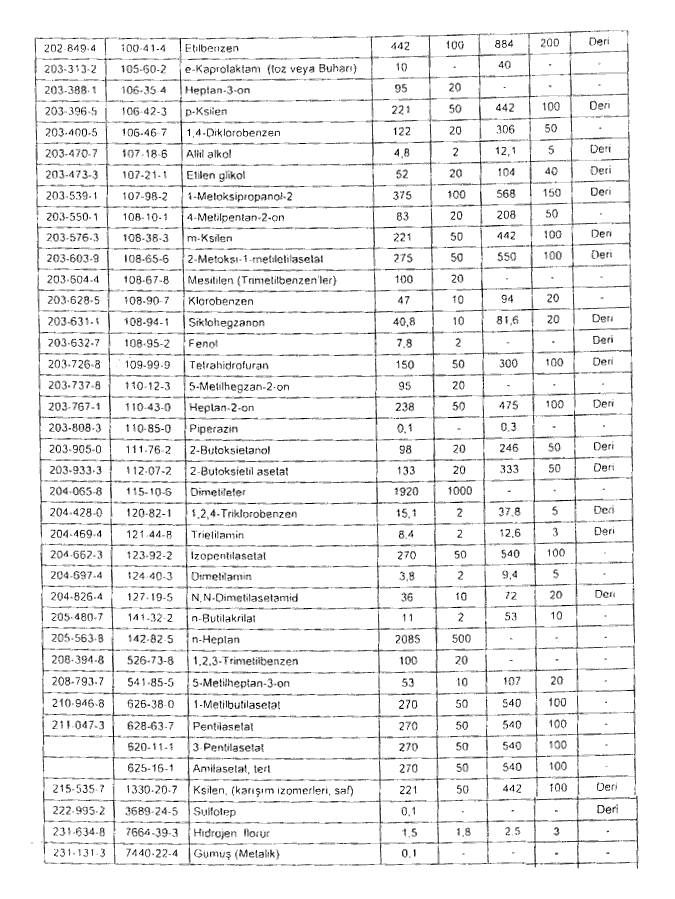 202-849-4 100-41-4 Etilbenzen 442 100 884 200 Deri
203-313-2 105-60-2 e-Kaprolaktam (toz veya Buharı) 10 - 40 - -
203-388-1 106-35-4 Heptan-3-on 95 20 - - -
203-396-5 106-42-3 p-Ksilen 221 50 442 100 Deri
203-400-5 106-46-7 1,4-Diklorobenzen 122 20 306 50 -
203-470-7 107-18-6 Allil alkol 4,8 2 12,1 5 Deri
203-473-3 107-21-1 Etilen glikol 52 20 104 40 Deri
203-539-1 107-98-2 1-Metoksipropanol-2 375 100 568 150 Deri
203-550-1 108-10-1 4-Metilpentan-2-on 83 20 208 50 -
203-576-3 108-38-3 m-Ksilen 221 50 442 100 Deri
203-603-9 108-65-6 2-Metoksi-1-metiletilasetat 275 50 550 100 Deri
203-604-4 108-67-8 Mesitilen (Trimetilbenzen'ler) 100 20 - - -
203-628-5 108-90-7 Klorobenzen 47 10 94 20 -
203-631-1 108-94-1 Siklohegzanon 40,8 10 81,6 20 Deri
203-632-7 108-95-2 Fenol 7,8 2 - - Deri
203-726-8 109-99-9 Tetrahidrofuran 150 50 300 100 Deri
203-737-8 110-12-3 5-Metilhegzan-2-on 95 20 - - -
203-767-1 110-43-0 Heptan-2-on 238 50 475 100 Deri
203-808-3 110-85-0 Piperazin 0,1 - 0,3 - -
203-905-0 111-76-2 2-Butoksietanol 98 20 246 50 Deri
203-933-3 112-07-2 2-Butoksietil asetat 133 20 333 50 Deri
204-065-8 115-10-6 Dimetileter 1920 1000 - - -
204-428-0 120-82-1 1,2,4-Triklorobenzen 15,1 2 37,8 5 Deri
204-469-4 121-44-8 Trietilamin 8,4 2 12,6 3 Deri
204-662-3 123-92-2 İzopentilasetat 270 50 540 100 -
204-697-4 124-40-3 Dimetilamin 3,8 2 9,4 5 -
204-826-4 127-19-5 N,N-Dimetilasetamid 36 10 72 20 Deri
205-480-7 141-32-2 n-Butilakrilat 11 2 53 10 -
205-563-8 142-82-5 n-Heptan 2085 500 - - -
208-394-8 526-73-8 1,2,3-Trimetilbenzen 100 20 - - -
208-793-7 541-85-5 5-Metilheptan-3-on 53 10 107 20 -
210-946-8 626-38-0 1-Metilbutilasetat 270 50 540 100 -
211-047-3 628-63-7 Pentilasetat 270 50 540 100 -
620-11-1 3-Pentilasetat 270 50 540 100 -
625-16-1 Amilasetat, tert 270 50 540 100 -
215-535-7 1330-20-7 Ksilen, (karışım izomerleri, saf) 221 50 442 100 Deri
222-995-2 3689-24-5 Sulfotep 0,1 - - - Deri
231-634-8 7664-39-3 Hidrojen florür 1,5 1,8 2,5 3 -
231-131-3 7440-22-4 Gümüş (Metalik) 0,1 - - - -